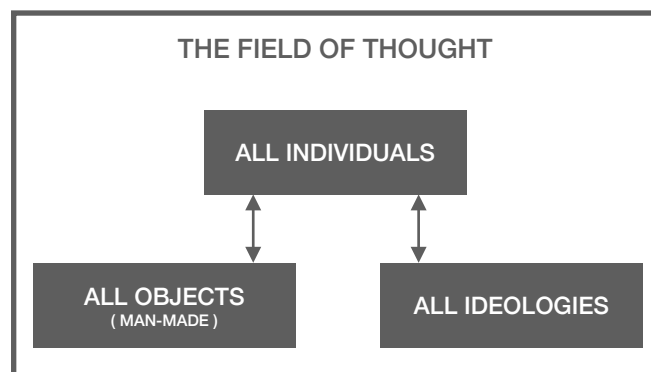 THE FIELD OF THOUGHT
ALL INDIVIDUALS
ALL OBJECTS
( MAN-MADE )
ALL IDEOLOGIES